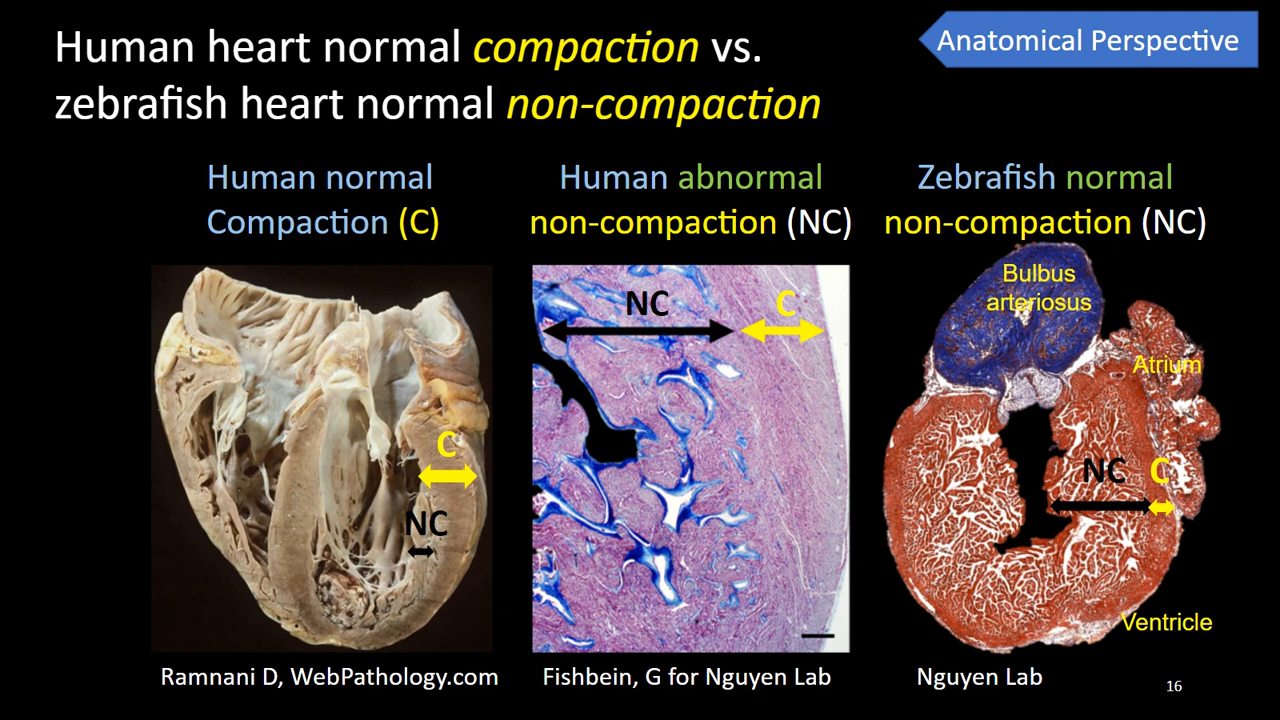 Human heart normal compaction vs.
zebrafish heart normal non-compaction
Anatomical Perspective
Human normal
Compaction (C)
Human abnormal
non-compaction (NC)
Zebrafish normal
non-compaction (NC)
C
NC
NC
C
Bulbus
arteriosus
Atrium
NC
C
Ventricle
Ramnani D, WebPathology.com
Fishbein, G for Nguyen Lab
Nguyen Lab
16